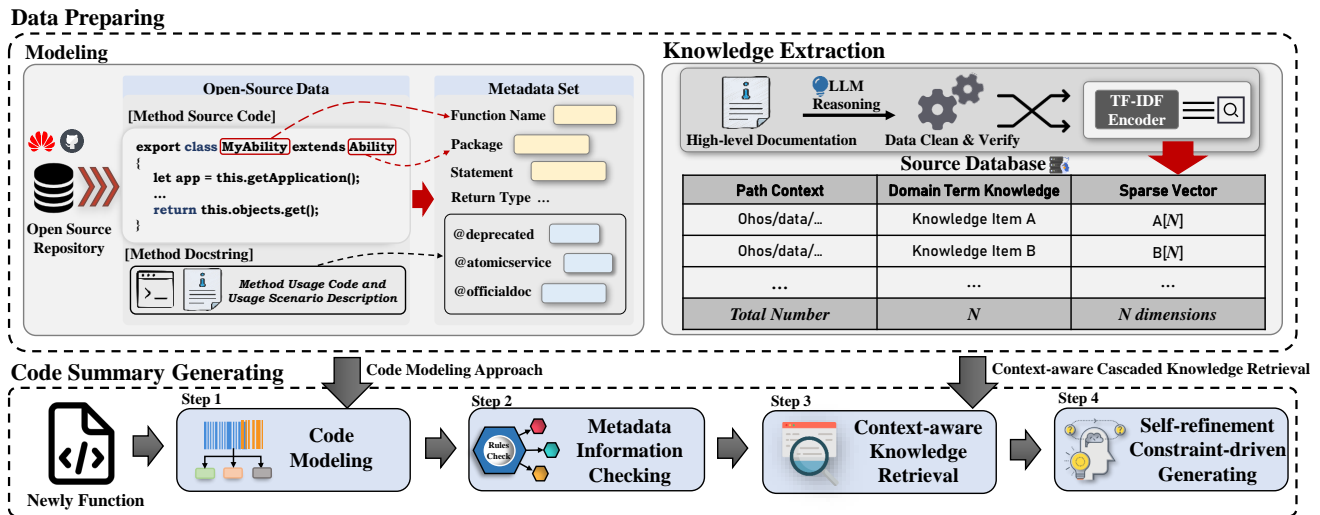 Data Preparing
Modeling
Open-Source Data
[Method Source Code]
export class MyAbility extends Ability
{
let app = this.getApplication();
...
return this.objects.get();
}
Open Source
Repository
[Method Docstring]
Method Usage Code and
Usage Scenario Description
Metadata Set
Function Name
Package
Statement
Return Type ...
@deprecated
@atomicservice
@officialdoc
Knowledge Extraction
High-level Documentation
LLM
Reasoning
Data Clean & Verify
TF-IDF
Encoder
Source Database
Path Context Domain Term Knowledge Sparse Vector
Ohos/data/... Knowledge Item A A[N]
Ohos/data/... Knowledge Item B B[N]
... ... ...
Total Number N N dimensions
Code Summary Generating
Code Modeling Approach
Context-aware Cascaded Knowledge Retrieval
Newly Function
Step 1
Code
Modeling
Step 2
Rules
Check
Metadata
Information
Checking
Step 3
Context-aware
Knowledge
Retrieval
Step 4
Self-refinement
Constraint-driven
Generating